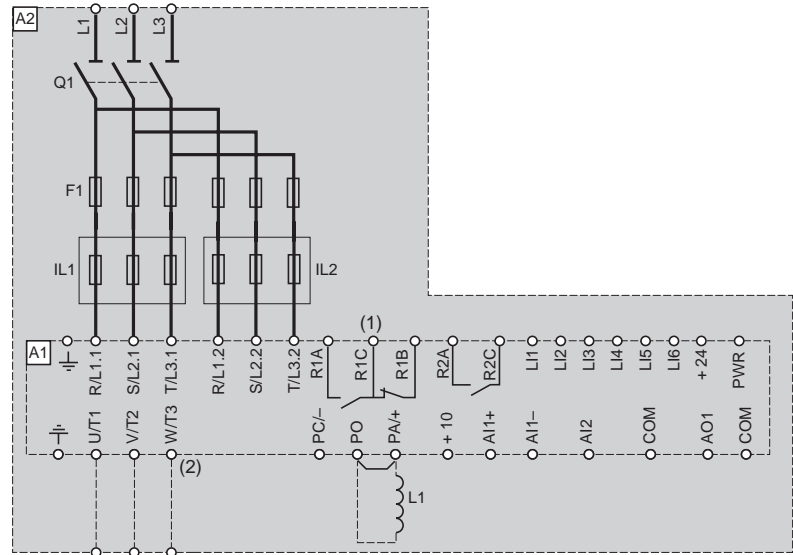 A2
L1
L2
L3
Q1
F1
IL1
IL2
(1)
A1
R/L1.1
S/L2.1
T/L3.1
R/L1.2
S/L2.2
T/L3.2
R1A
R1C
R1B
R2A
R2C
LI1
LI2
LI3
LI4
LI5
LI6
+ 24
PWR
U/T1
V/T2
W/T3
PC/–
PO
PA/+
+ 10
AI1+
AI1–
AI2
COM
AO1
COM
(2)
L1